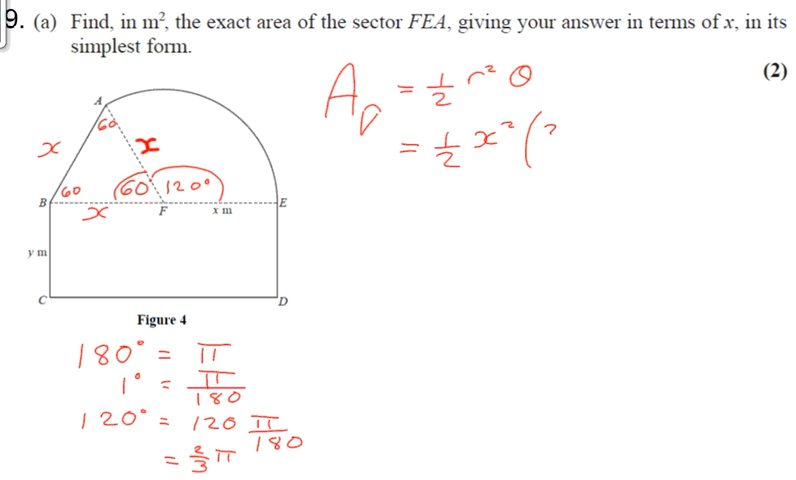 9. (a) Find, in m², the exact area of the sector FEA, giving your answer in terms of x, in its
simplest form.
(2)
A = 1/2 r² θ
= 1/2 x² (2
A
60
x
x
B
60
60
120°
E
x
F
x m
y m
C
D
Figure 4
180° = π
1° = π/180
120° = 120 π/180
= 2/3 π